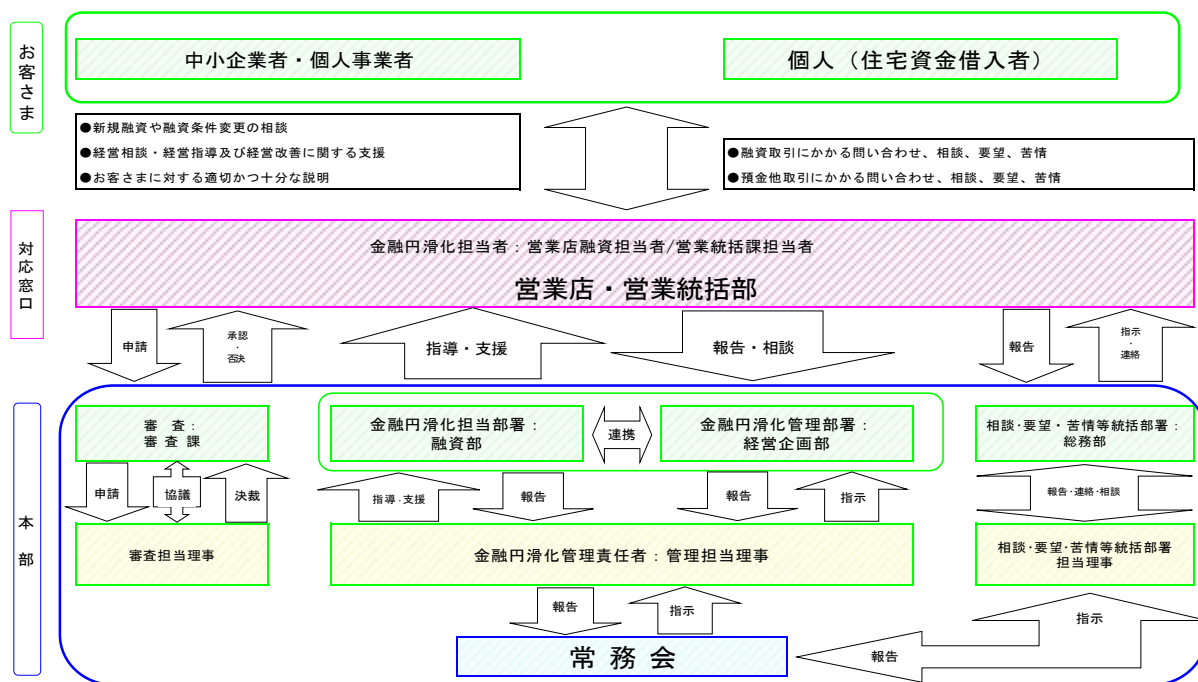 お客さま
中小企業者・個人事業者
個人（住宅資金借入者）
●新規融資や融資条件変更の相談
●経営相談・経営指導及び経営改善に関する支援
●お客さまに対する適切かつ十分な説明
●融資取引にかかる問い合わせ、相談、要望、苦情
●預金他取引にかかる問い合わせ、相談、要望、苦情
対応窓口
金融円滑化担当者：営業店融資担当者/営業統括課担当者
営業店・営業統括部
申請
承認
・
否決
指導・支援
報告・相談
報告
指示
・
連絡
本部
審　査：
審査課
金融円滑化担当部署：
融資部
連携
金融円滑化管理部署：
経営企画部
相談・要望・苦情等統括部署：
総務部
申請
協議
決裁
指導・支援
報告
報告
指示
報告・連絡・相談
審査担当理事
金融円滑化管理責任者：管理担当理事
相談・要望・苦情等統括部署
担当理事
報告
指示
指示
常務会
報告